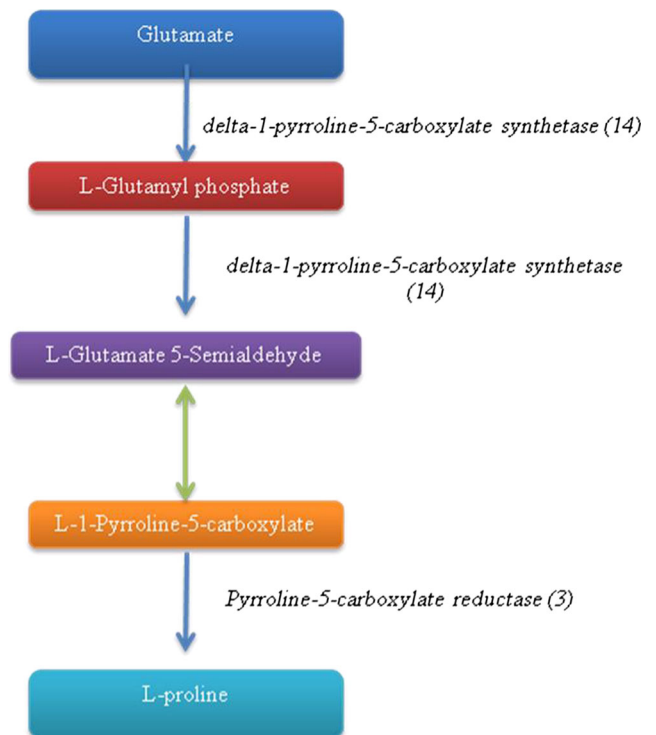 Glutamate
delta-1-pyrroline-5-carboxylate synthetase (14)
L-Glutamyl phosphate
delta-1-pyrroline-5-carboxylate synthetase
(14)
L-Glutamate 5-Semialdehyde
L-1-Pyrroline-5-carboxylate
Pyrroline-5-carboxylate reductase (3)
L-proline